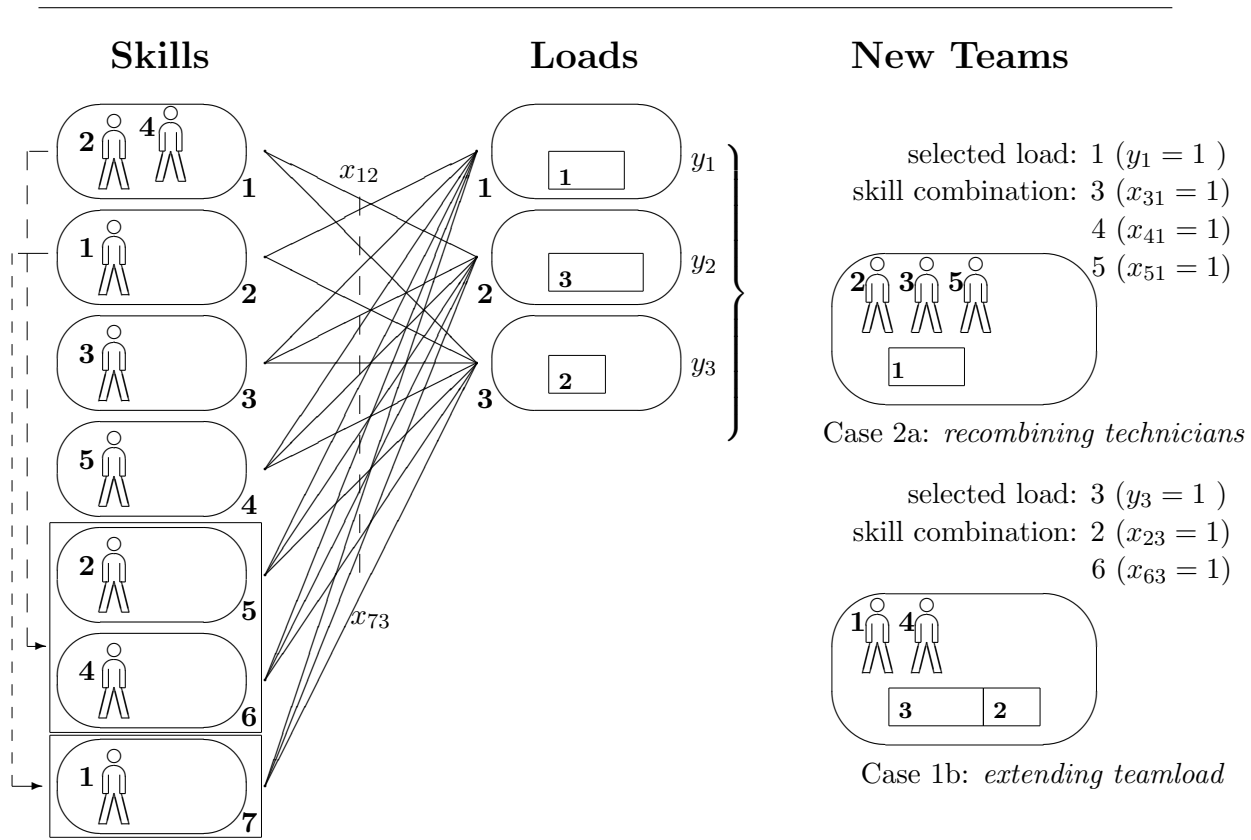 Skills
Loads
New Teams
2
4
1
1
2
3
3
5
4
2
5
4
6
1
7
x12
x73
1
1
y1
3
2
y2
2
3
y3
selected load: 1 (y1 = 1 )
skill combination: 3 (x31 = 1)
4 (x41 = 1)
5 (x51 = 1)
2 3 5
1
Case 2a: recombining technicians
selected load: 3 (y3 = 1 )
skill combination: 2 (x23 = 1)
6 (x63 = 1)
1 4
3 2
Case 1b: extending teamload